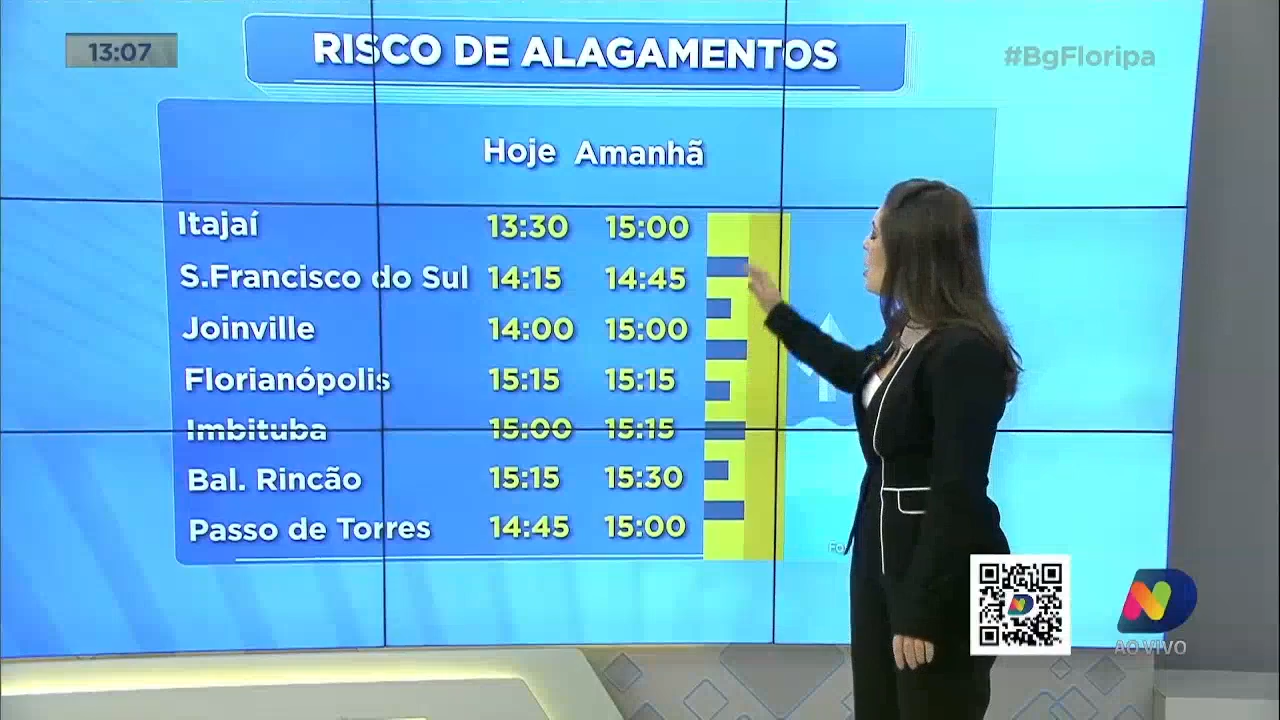 13:07
RISCO DE ALAGAMENTOS
#BgFloripa
Hoje Amanhã
Itajaí 13:30 15:00
S.Francisco do Sul 14:15 14:45
Joinville 14:00 15:00
Florianópolis 15:15 15:15
Imbituba 15:00 15:15
Bal. Rincão 15:15 15:30
Passo de Torres 14:45 15:00
AO VIVO